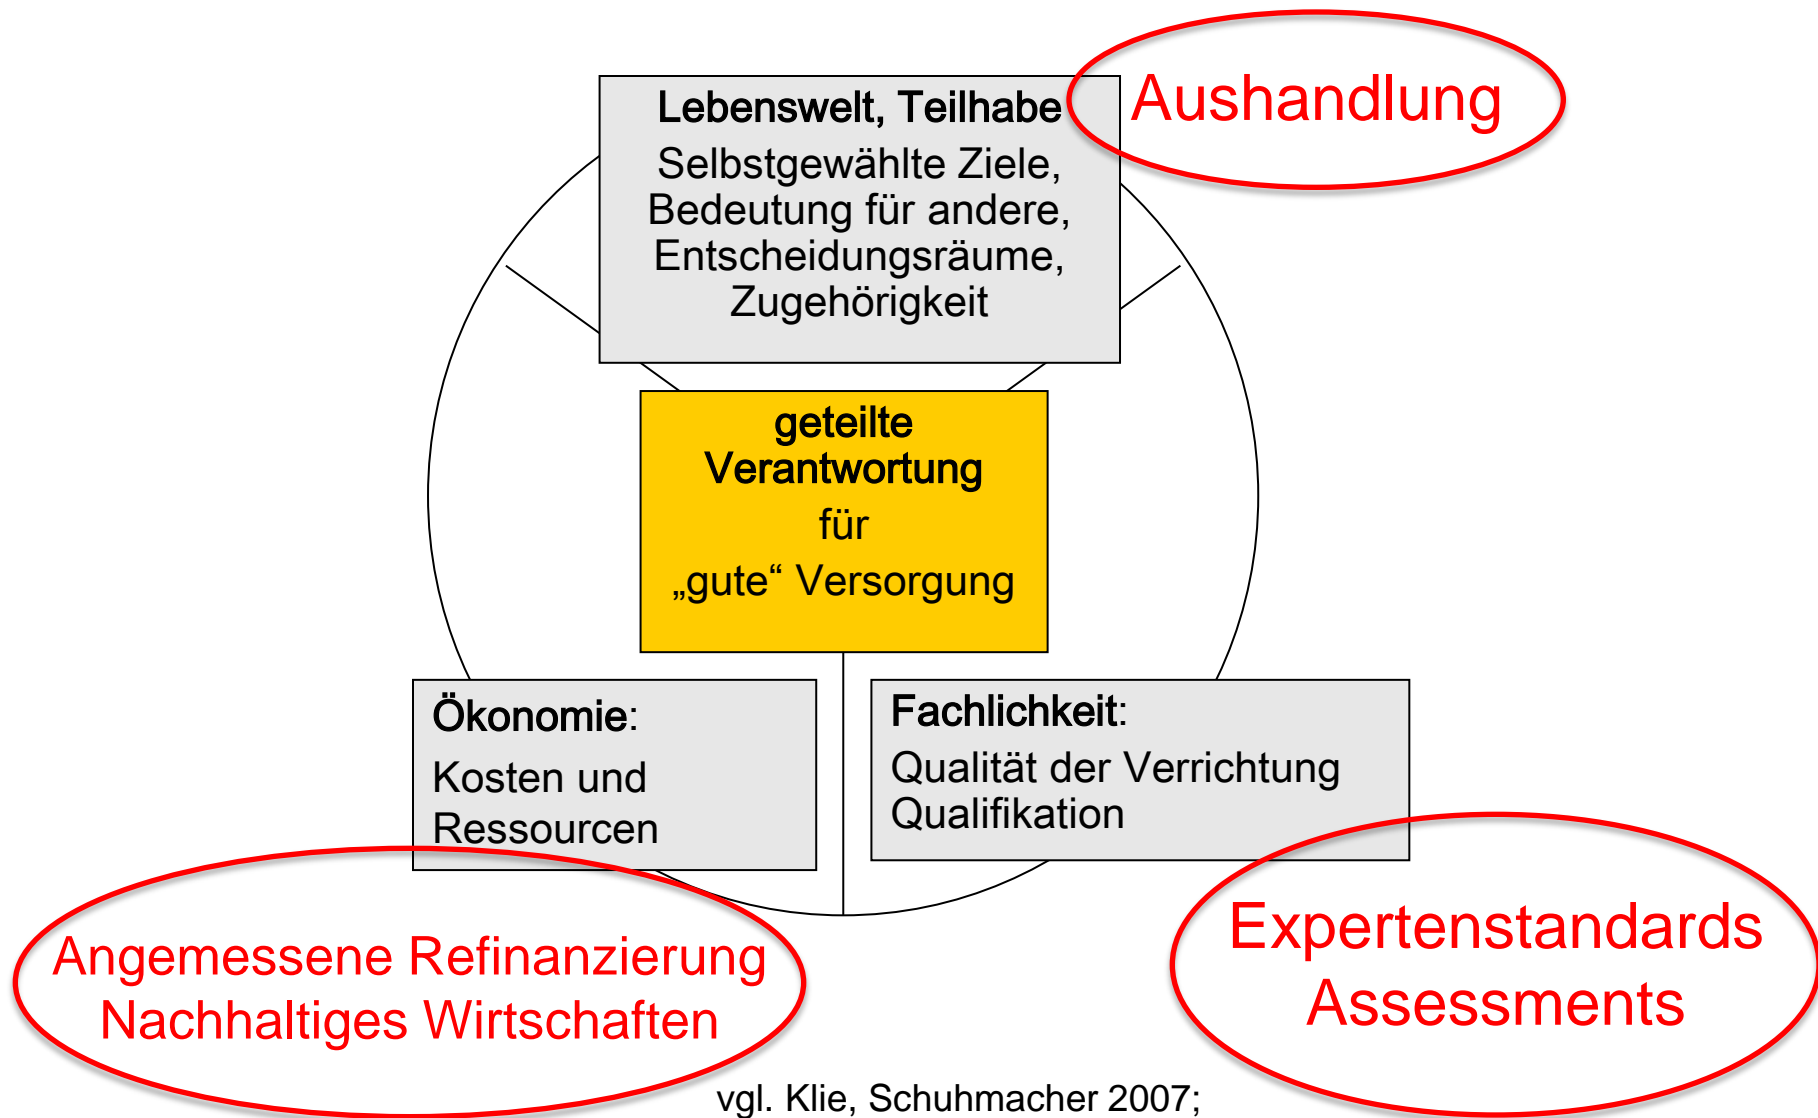 Aushandlung
Lebenswelt, Teilhabe
Selbstgewählte Ziele,
Bedeutung für andere,
Entscheidungsräume,
Zugehörigkeit
geteilte
Verantwortung
für
„gute“ Versorgung
Ökonomie:
Kosten und
Ressourcen
Fachlichkeit:
Qualität der Verrichtung
Qualifikation
Angemessene Refinanzierung
Nachhaltiges Wirtschaften
Expertenstandards
Assessments
vgl. Klie, Schuhmacher 2007;